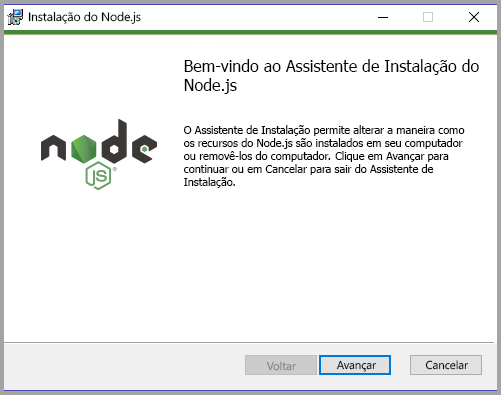 Instalação do Node.js
Bem-vindo ao Assistente de Instalação do
Node.js
O Assistente de Instalação permite alterar a maneira como
os recursos do Node.js são instalados em seu computador
ou removê-los do computador. Clique em Avançar para
continuar ou em Cancelar para sair do Assistente de
Instalação.
node
JS®
Voltar
Avançar
Cancelar